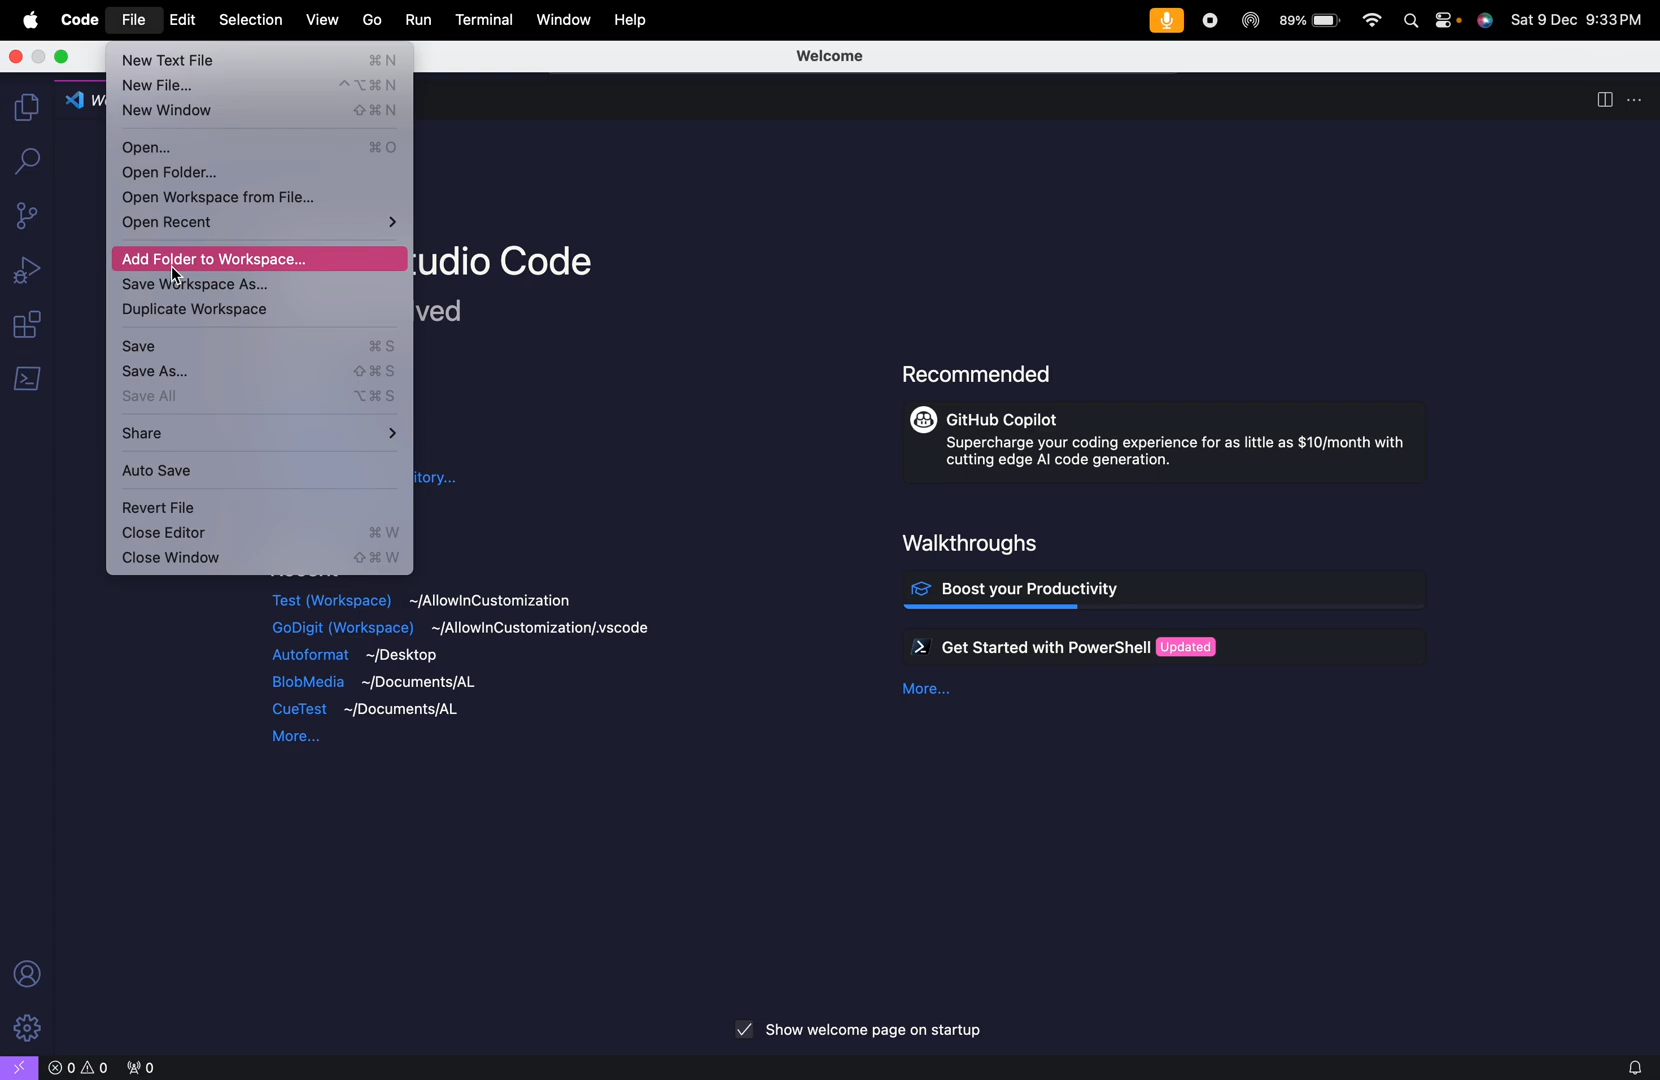 Code File Edit Selection View Go Run Terminal Window Help 89% Sat 9 Dec 9:33 PM
Welcome
New Text File ⌘ N
New File... ^⌥⌘ N
New Window ⇧⌘ N
Open... ⌘ O
Open Folder...
Open Workspace from File...
Open Recent
Add Folder to Workspace...
Save Workspace As...
Duplicate Workspace
Save ⌘ S
Save As... ⇧⌘ S
Save All ⌥⌘ S
Share
Auto Save
Revert File
Close Editor ⌘ W
Close Window ⇧⌘ W
tudio Code
ved
itory...
Test (Workspace) ~/AllowInCustomization
GoDigit (Workspace) ~/AllowInCustomization/.vscode
Autoformat ~/Desktop
BlobMedia ~/Documents/AL
CueTest ~/Documents/AL
More...
Recommended
GitHub Copilot
Supercharge your coding experience for as little as $10/month with
cutting edge AI code generation.
Walkthroughs
Boost your Productivity
Get Started with PowerShell Updated
More...
Show welcome page on startup
0 0 0